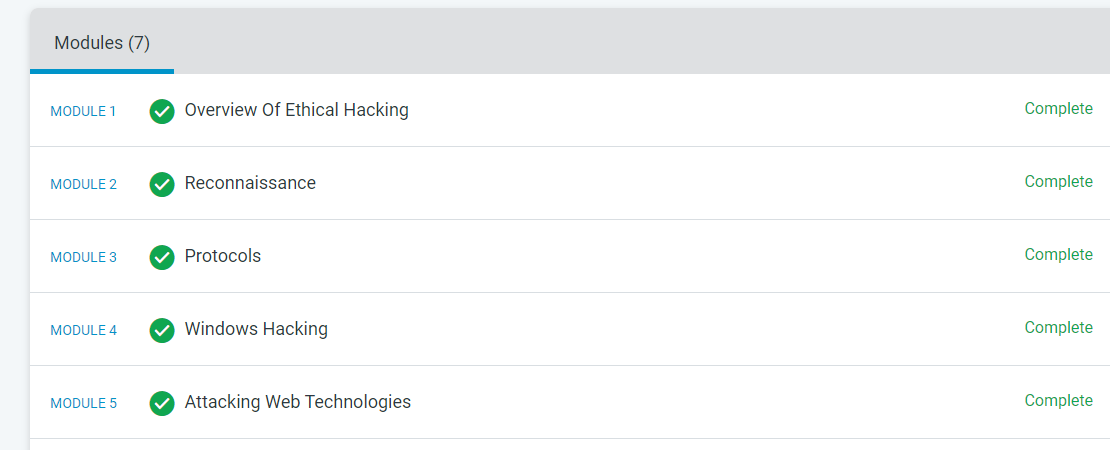 Modules (7)
MODULE 1 Overview Of Ethical Hacking Complete
MODULE 2 Reconnaissance Complete
MODULE 3 Protocols Complete
MODULE 4 Windows Hacking Complete
MODULE 5 Attacking Web Technologies Complete